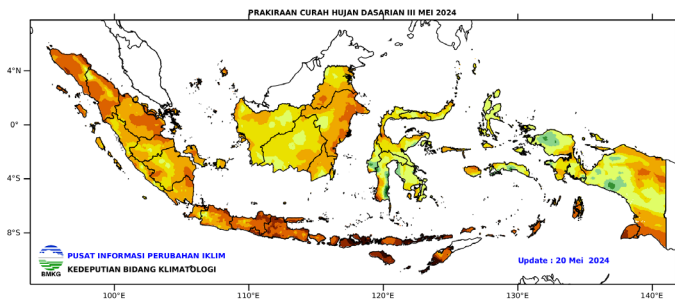 PRAKIRAAN CURAH HUJAN DASARIAN III MEI 2024
4°N
0°
4°S
8°S
BMKG
PUSAT INFORMASI PERUBAHAN IKLIM
KEDEPUTIAN BIDANG KLIMATOLOGI
Update : 20 Mei 2024
100°E
110°E
120°E
130°E
140°E